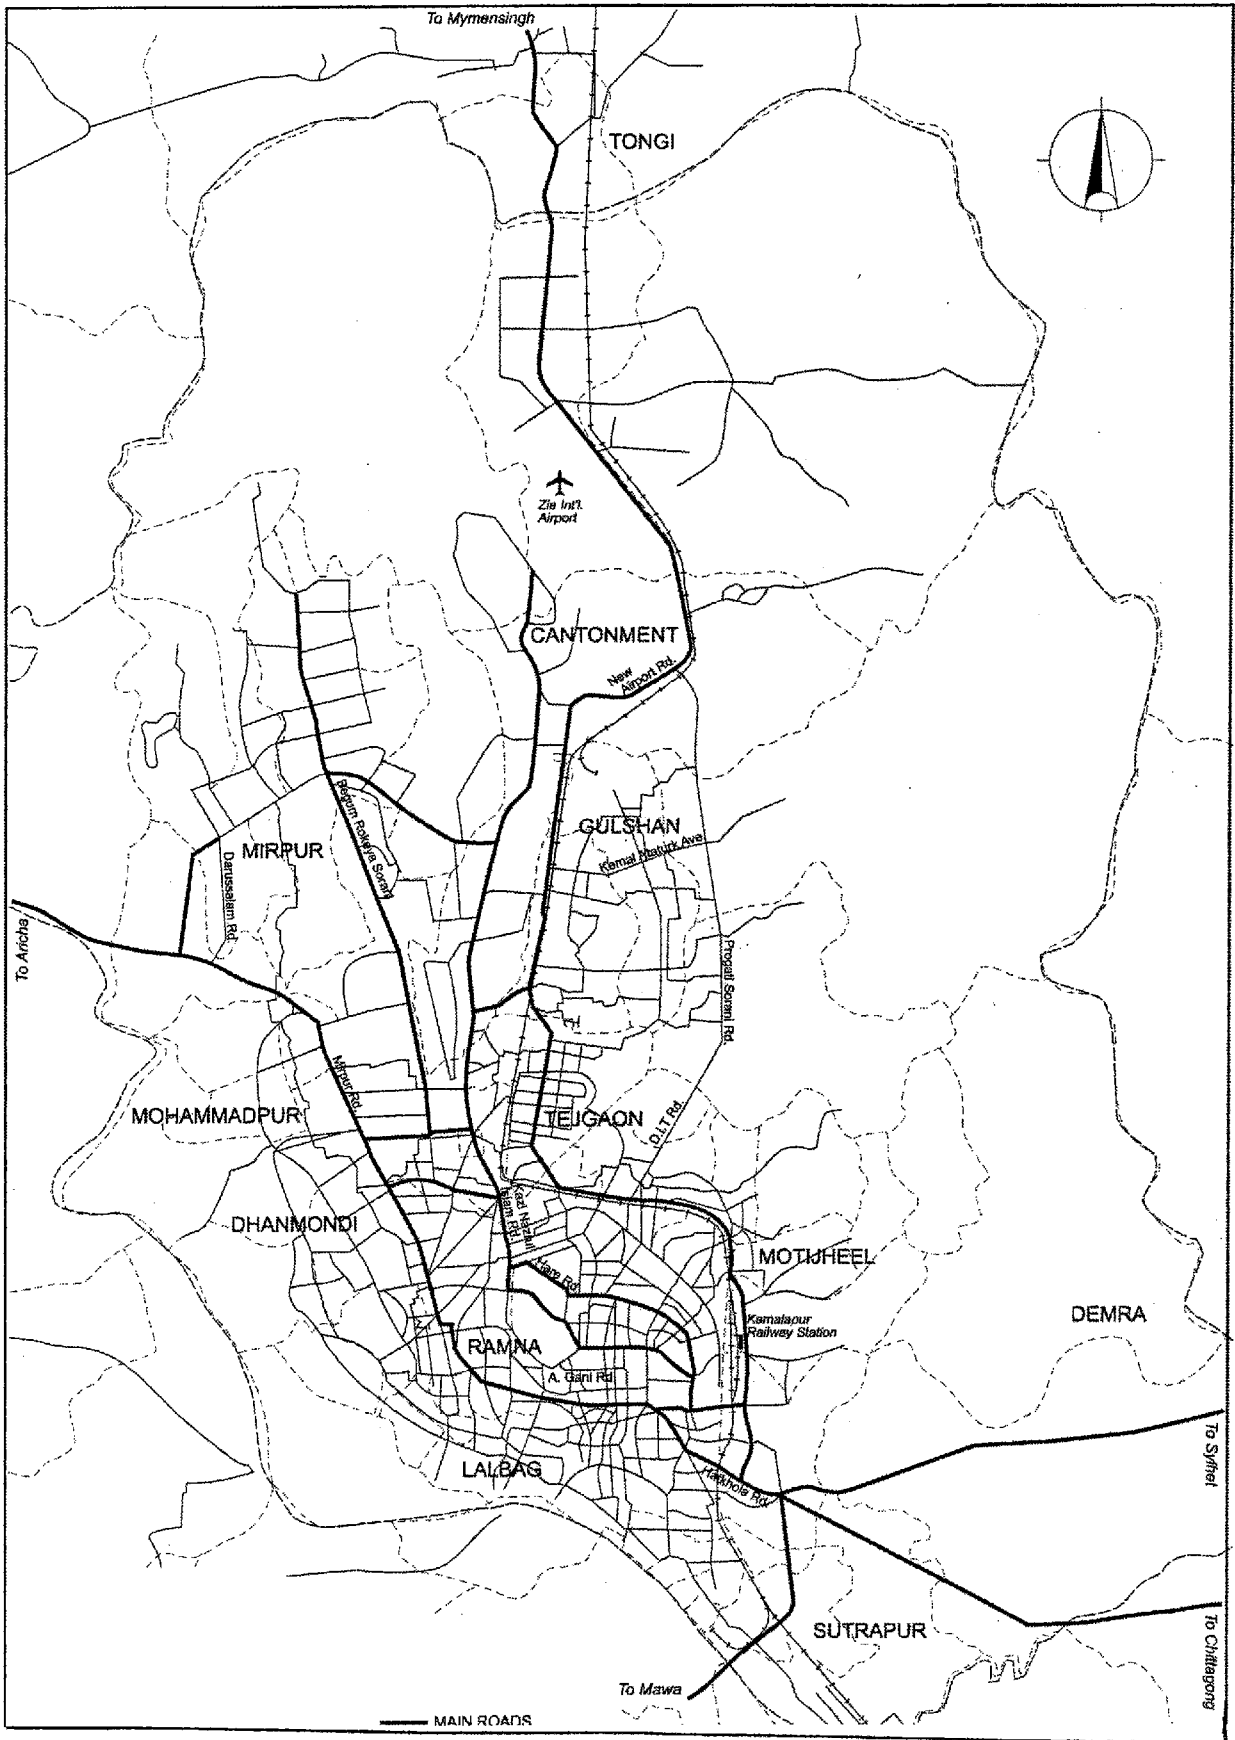 To Mymensingh
TONGI
Zia Int'l.
Airport
CANTONMENT
New
Airport Rd.
Begum Rokeya Sorani
GULSHAN
Kemal Ataturk Ave
MIRPUR
Darussalam Rd.
To Aricha
Progati Sorani Rd.
Mirpur Rd.
MOHAMMADPUR
TEJGAON
D.I.T Rd.
Kazi Nazrul
Islam Rd.
DHANMONDI
MOTIJHEEL
Hare Rd.
DEMRA
Kamalapur
Railway Station
RAMNA
A. Gani Rd.
To Sylhet
LALBAG
Hatkhola Rd.
SUTRAPUR
To Chittagong
To Mawa
MAIN ROADS